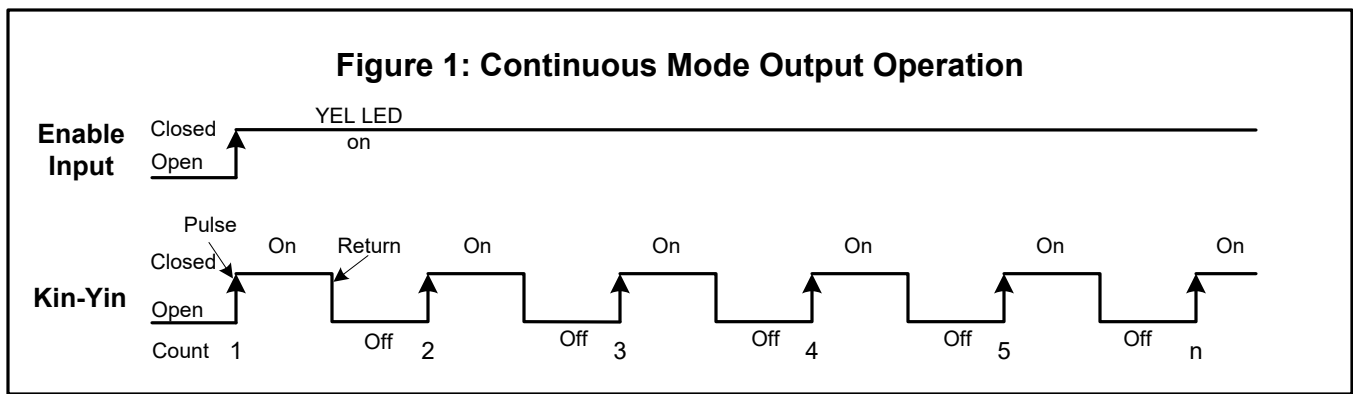 Figure 1: Continuous Mode Output Operation
Enable
Input
Closed
Open
YEL LED
on
Kin-Yin
Pulse
Closed
Open
On
Return
On
On
On
On
On
Off
Off
Off
Off
Off
Count 1 2 3 4 5 n